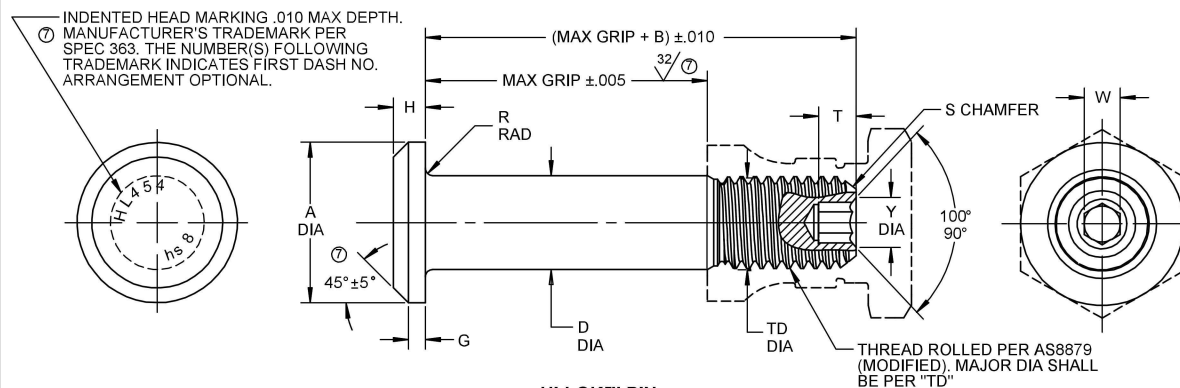 INDENTED HEAD MARKING .010 MAX DEPTH.
⑦ MANUFACTURER'S TRADEMARK PER
SPEC 363. THE NUMBER(S) FOLLOWING
TRADEMARK INDICATES FIRST DASH NO.
ARRANGEMENT OPTIONAL.
(MAX GRIP + B) ±.010
32/ ⑦
MAX GRIP ±.005
H
R
RAD
T
S CHAMFER
W
HL454
hs 8
A
DIA
Y
DIA
100°
90°
⑦
45°±5°
G
D
DIA
TD
DIA
THREAD ROLLED PER AS8879
(MODIFIED). MAJOR DIA SHALL
BE PER "TD"